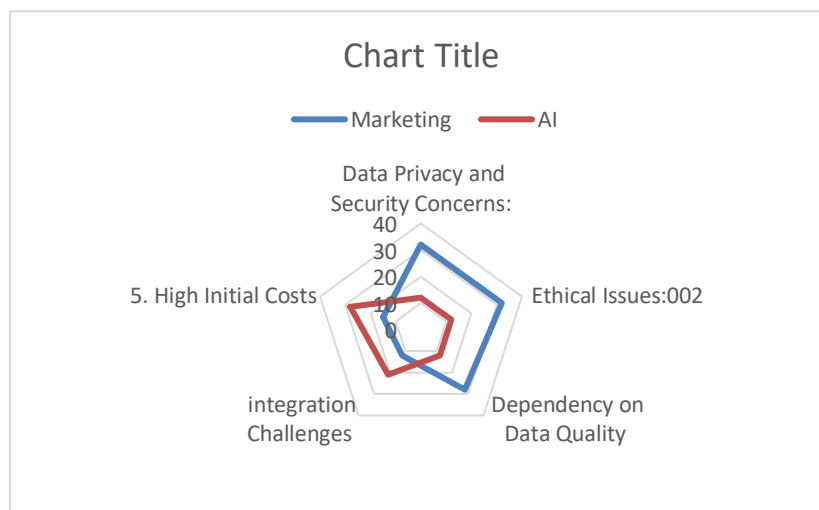 Chart Title
Marketing
AI
Data Privacy and
Security Concerns:
40
30
20
10
0
5. High Initial Costs
Ethical Issues:002
integration
Challenges
Dependency on
Data Quality